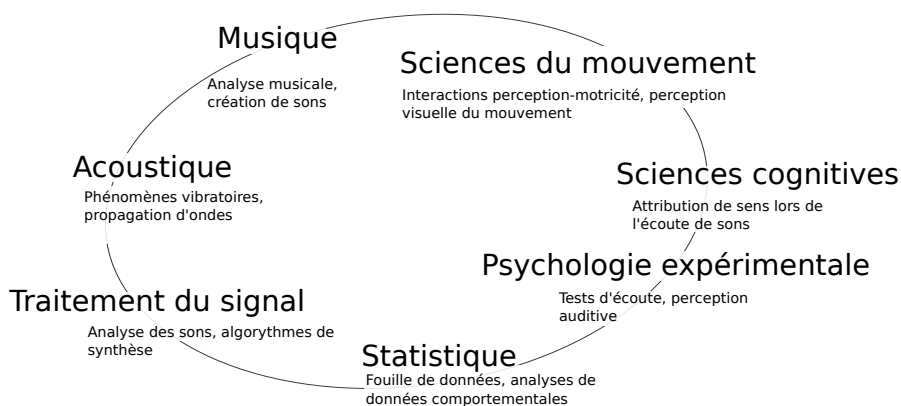 Musique
Analyse musicale,
création de sons
Sciences du mouvement
Interactions perception-motricité, perception
visuelle du mouvement
Acoustique
Phénomènes vibratoires,
propagation d'ondes
Sciences cognitives
Attribution de sens lors de
l'écoute de sons
Psychologie expérimentale
Tests d'écoute, perception
auditive
Traitement du signal
Analyse des sons, algorythmes de
synthèse
Statistique
Fouille de données, analyses de
données comportementales